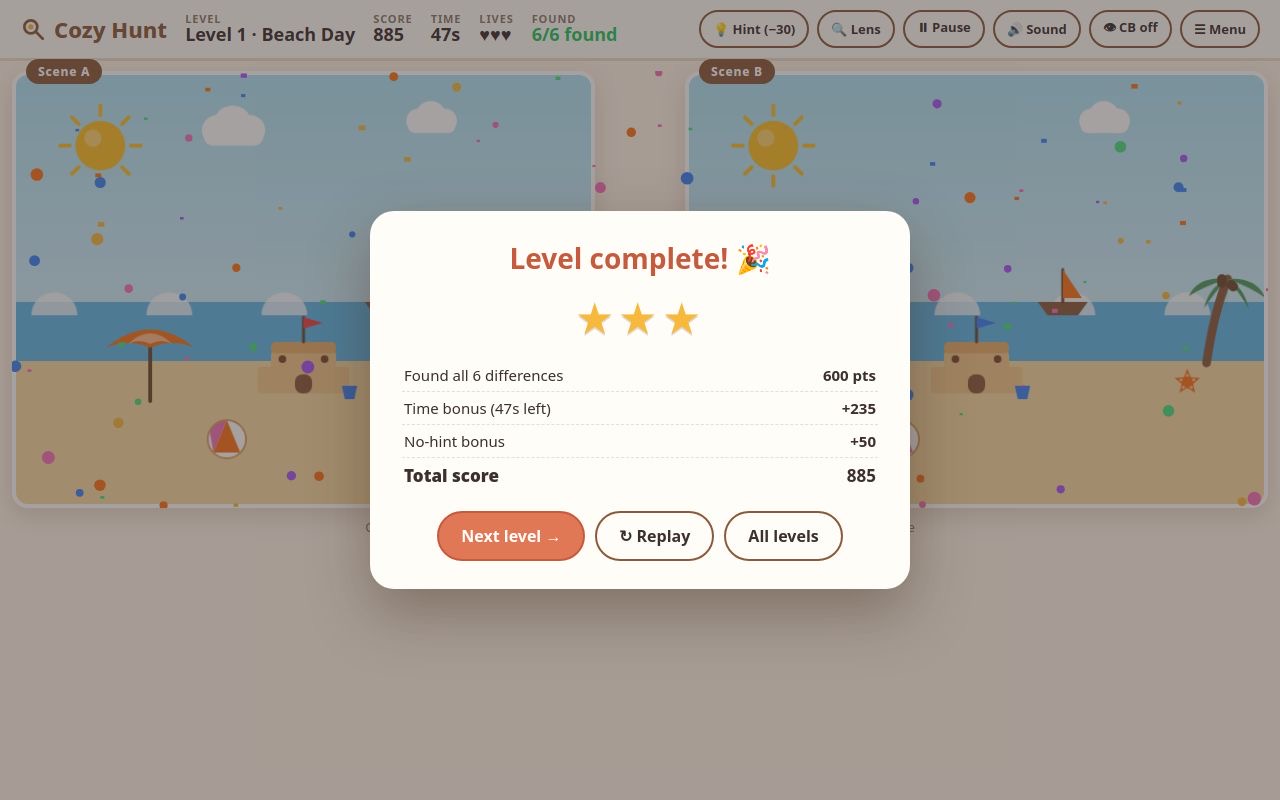 Cozy Hunt
LEVEL
Level 1 · Beach Day
SCORE
885
TIME
47s
LIVES
♥♥♥
FOUND
6/6 found
💡 Hint (−30)
🔍 Lens
⏸ Pause
🔊 Sound
👁 CB off
☰ Menu
Scene A
Scene B
Level complete! 🎉
★★★
Found all 6 differences 600 pts
Time bonus (47s left) +235
No-hint bonus +50
Total score 885
Next level →
↻ Replay
All levels